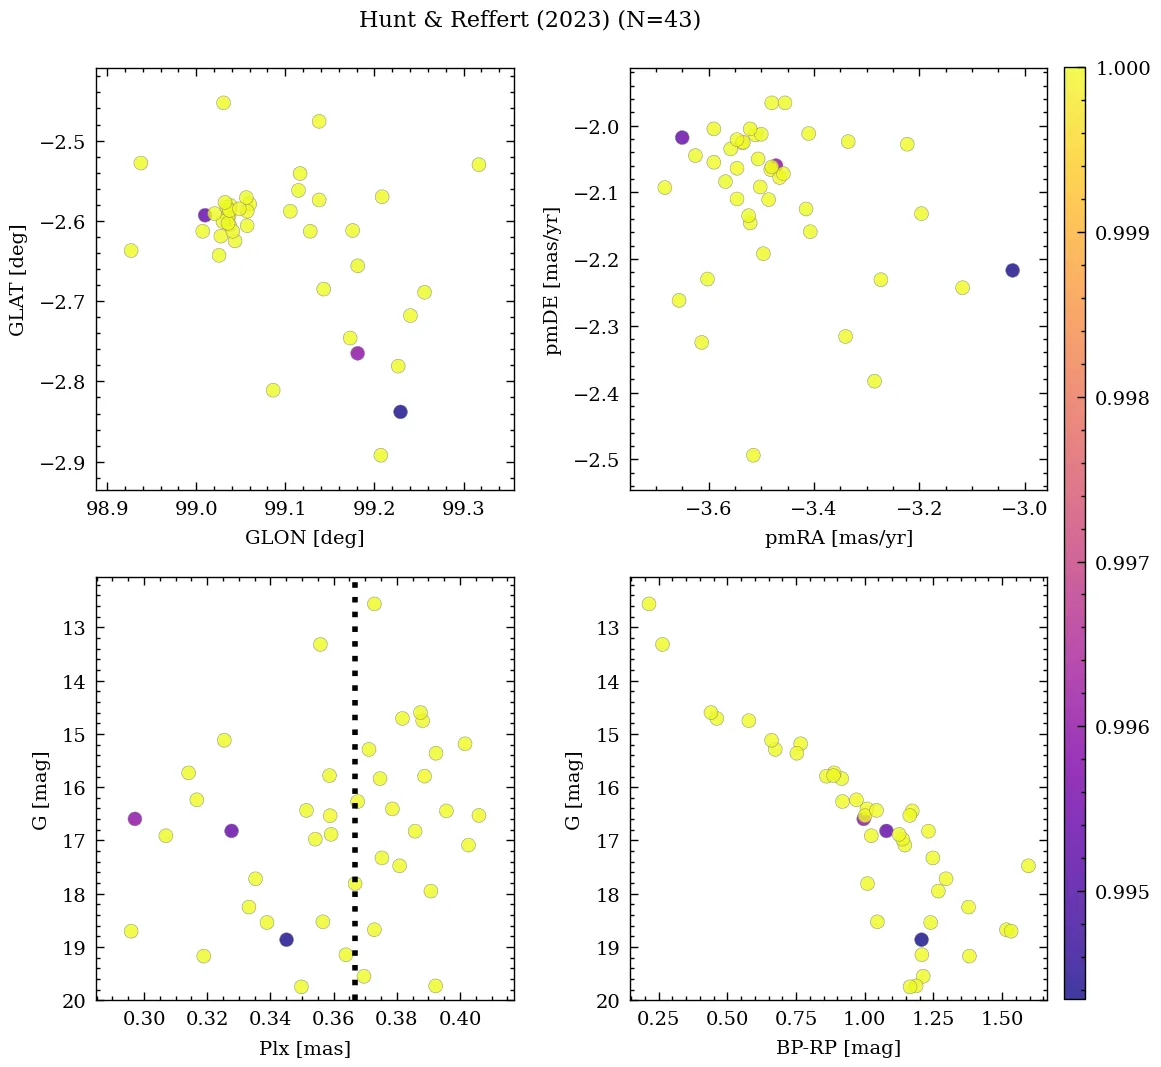 Hunt & Reffert (2023) (N=43)
−2.5
−2.6
−2.7
−2.8
−2.9
GLAT [deg]
98.9 99.0 99.1 99.2 99.3
GLON [deg]
−2.0
−2.1
−2.2
−2.3
−2.4
−2.5
pmDE [mas/yr]
−3.6 −3.4 −3.2 −3.0
pmRA [mas/yr]
13
14
15
16
17
18
19
20
G [mag]
0.30 0.32 0.34 0.36 0.38 0.40
Plx [mas]
13
14
15
16
17
18
19
20
G [mag]
0.25 0.50 0.75 1.00 1.25 1.50
BP-RP [mag]
1.000
0.999
0.998
0.997
0.996
0.995